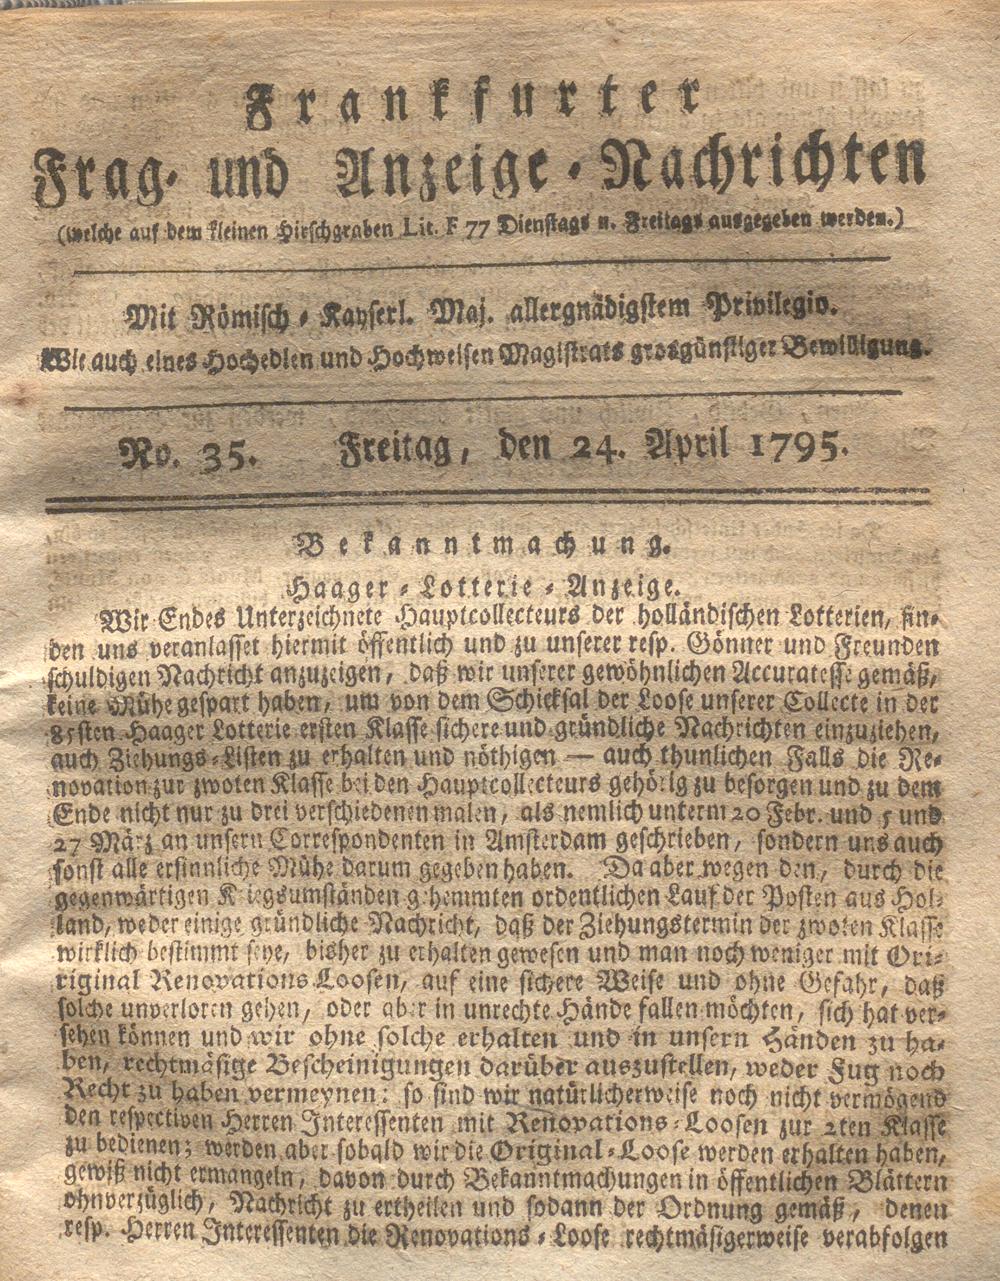 Frankfurter
Frag- und Anzeige-Nachrichten
(welche auf dem kleinen Hirschgraben Lit. F 77 Dienstags u. Freitags ausgegeben werden.)
Mit Römisch-Kayserl. Maj. allergnädigstem Privilegio.
Wie auch eines Hochedlen und Hochweisen Magistrats grosgünstiger Bewilligung.
No. 35. Freitag, den 24. April 1795.
Bekanntmachung.
Haager-Lotterie-Anzeige.
Wir Endes Unterzeichnete Hauptcollecteurs der holländischen Lotterien, fin-
den uns veranlasset hiermit öffentlich und zu unserer resp. Gönner und Freunden
schuldigen Nachricht anzuzeigen, daß wir unserer gewöhnlichen Accuratesse gemäß,
keine Mühe gespart haben, um von dem Schicksal der Loose unserer Collecte in der
85sten Haager Lotterie ersten Klasse sichere und gründliche Nachrichten einzuziehen,
auch Ziehungs-Listen zu erhalten und nöthigen — auch thunlichen Falls die Re-
novation zur zwoten Klasse bei den Hauptcollecteurs gehörig zu besorgen und zu dem
Ende nicht nur zu drei verschiedenen malen, als nemlich unterm 20 Febr. und 5 und
27 März an unsern Correspondenten in Amsterdam geschrieben, sondern uns auch
sonst alle ersinnliche Mühe darum gegeben haben. Da aber wegen den, durch die
gegenwärtigen Kriegsumständen gehemmten ordentlichen Lauf der Posten aus Hol-
land, weder einige gründliche Nachricht, daß der Ziehungstermin der zwoten Klasse
wirklich bestimmt seye, bisher zu erhalten gewesen und man noch weniger mit Ori-
riginal Renovations Loosen, auf eine sichere Weise und ohne Gefahr, daß
solche unverloren gehen, oder aber in unrechte Hände fallen möchten, sich hat ver-
sehen können und wir ohne solche erhalten und in unsern Händen zu ha-
ben, rechtmäsige Bescheinigungen darüber auszustellen, weder Fug noch
Recht zu haben vermeynen: so sind wir natürlicherweise noch nicht vermögend
den respectiven Herren Interessenten mit Renovations-Loosen zur 2ten Klasse
zu bedienen; werden aber sobald wir die Original-Loose werden erhalten haben,
gewiß nicht ermangeln, davon durch Bekanntmachungen in öffentlichen Blättern
ohnverzüglich, Nachricht zu ertheilen und sodann der Ordnung gemäß, denen
resp. Herren Interessenten die Renovations-Loose rechtmäsigerweise verabfolgen